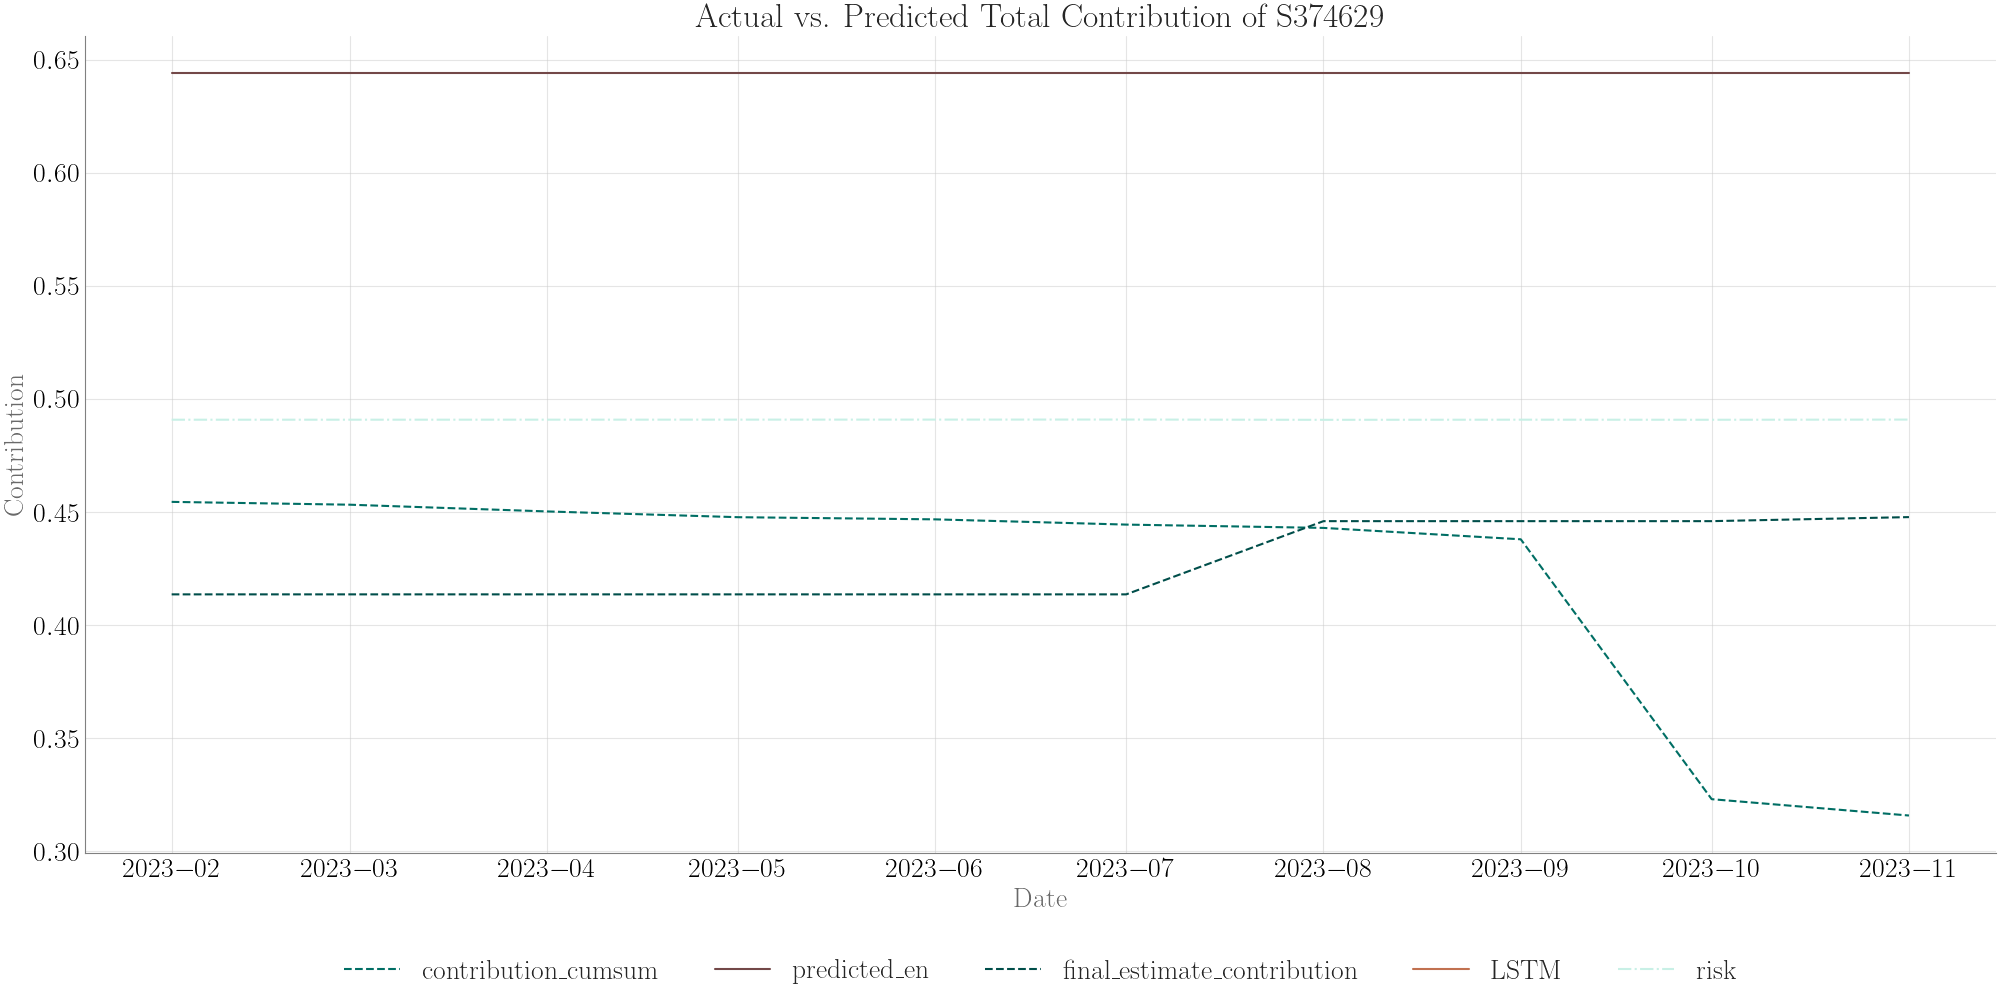 Actual vs. Predicted Total Contribution of S374629
0.65
0.60
0.55
0.50
0.45
0.40
0.35
0.30
Contribution
2023−02 2023−03 2023−04 2023−05 2023−06 2023−07 2023−08 2023−09 2023−10 2023−11
Date
contribution_cumsum predicted_en final_estimate_contribution LSTM risk